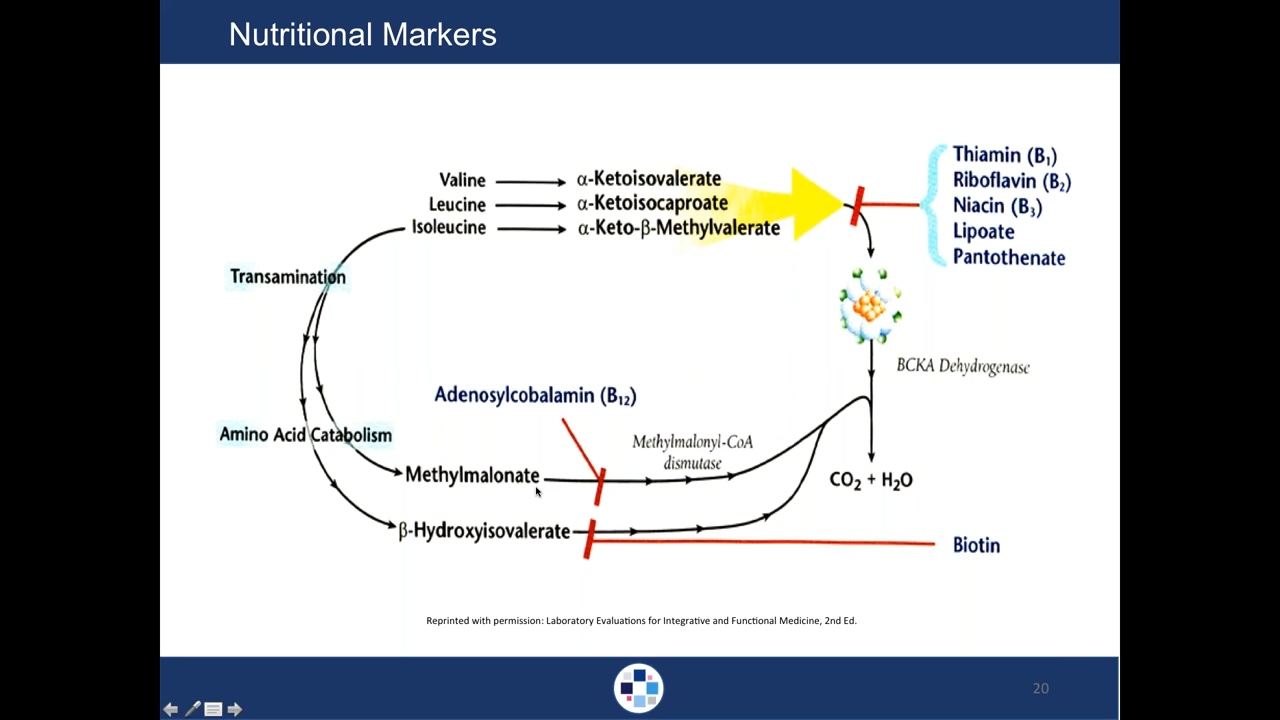 Nutritional Markers
Valine
α-Ketoisovalerate
Leucine
α-Ketoisocaproate
Isoleucine
α-Keto-β-Methylvalerate
Thiamin (B₁)
Riboflavin (B₂)
Niacin (B₃)
Lipoate
Pantothenate
Transamination
BCKA Dehydrogenase
Adenosylcobalamin (B₁₂)
Amino Acid Catabolism
Methylmalonyl-CoA
dismutase
Methylmalonate
CO₂ + H₂O
β-Hydroxyisovalerate
Biotin
Reprinted with permission: Laboratory Evaluations for Integrative and Functional Medicine, 2nd Ed.
20